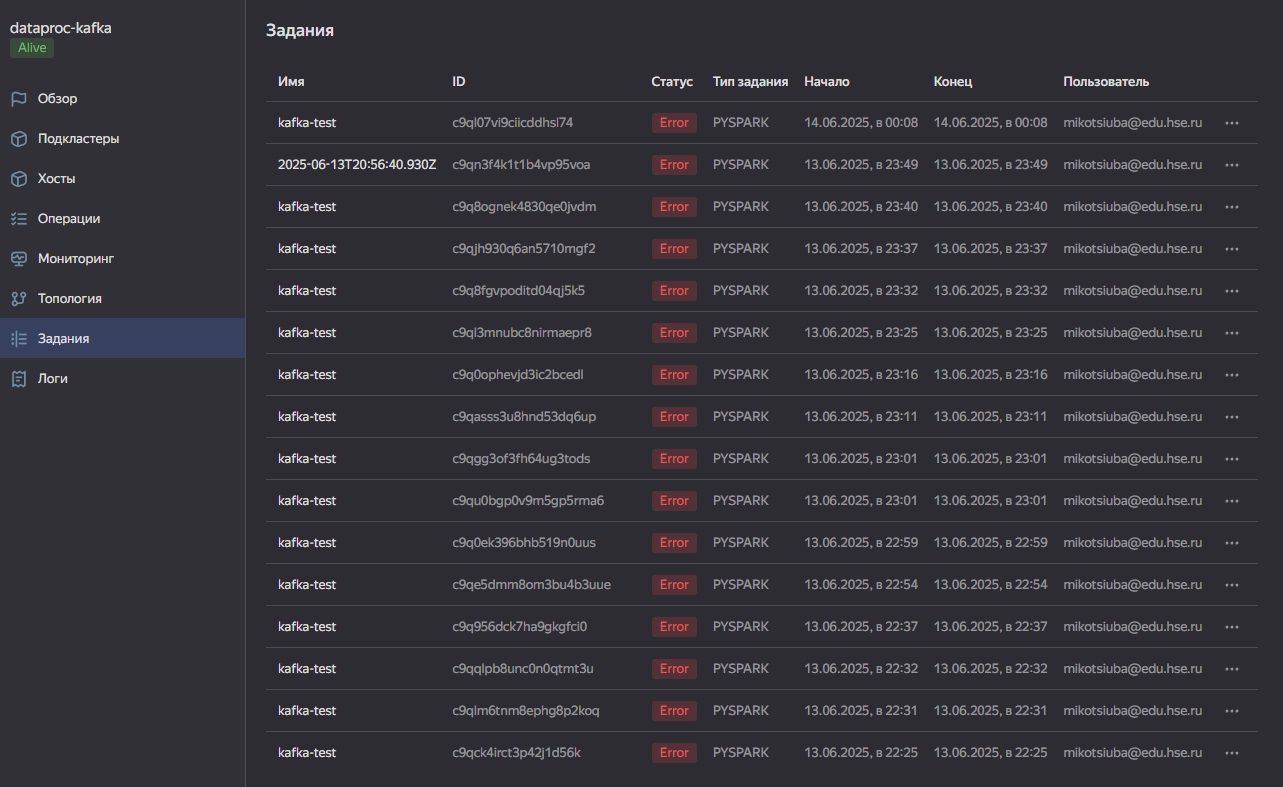 dataproc-kafka
Alive
Обзор
Подкластеры
Хосты
Операции
Мониторинг
Топология
Задания
Логи
Задания
Имя ID Статус Тип задания Начало Конец Пользователь
kafka-test c9ql07vi9ciicddhsl74 Error PYSPARK 14.06.2025, в 00:08 14.06.2025, в 00:08 mikotsiuba@edu.hse.ru
2025-06-13T20:56:40.930Z c9qn3f4k1t1b4vp95voa Error PYSPARK 13.06.2025, в 23:49 13.06.2025, в 23:49 mikotsiuba@edu.hse.ru
kafka-test c9q8ognek4830qe0jvdm Error PYSPARK 13.06.2025, в 23:40 13.06.2025, в 23:40 mikotsiuba@edu.hse.ru
kafka-test c9qjh930q6an5710mgf2 Error PYSPARK 13.06.2025, в 23:37 13.06.2025, в 23:37 mikotsiuba@edu.hse.ru
kafka-test c9q8fgvpoditd04qj5k5 Error PYSPARK 13.06.2025, в 23:32 13.06.2025, в 23:32 mikotsiuba@edu.hse.ru
kafka-test c9ql3mnubc8nirmaepr8 Error PYSPARK 13.06.2025, в 23:25 13.06.2025, в 23:25 mikotsiuba@edu.hse.ru
kafka-test c9q0ophevjd3ic2bcedl Error PYSPARK 13.06.2025, в 23:16 13.06.2025, в 23:16 mikotsiuba@edu.hse.ru
kafka-test c9qasss3u8hnd53dq6up Error PYSPARK 13.06.2025, в 23:11 13.06.2025, в 23:11 mikotsiuba@edu.hse.ru
kafka-test c9qgg3of3fh64ug3tods Error PYSPARK 13.06.2025, в 23:01 13.06.2025, в 23:01 mikotsiuba@edu.hse.ru
kafka-test c9qu0bgp0v9m5gp5rma6 Error PYSPARK 13.06.2025, в 23:01 13.06.2025, в 23:01 mikotsiuba@edu.hse.ru
kafka-test c9q0ek396bhb519n0uus Error PYSPARK 13.06.2025, в 22:59 13.06.2025, в 22:59 mikotsiuba@edu.hse.ru
kafka-test c9qe5dmm8om3bu4b3uue Error PYSPARK 13.06.2025, в 22:54 13.06.2025, в 22:54 mikotsiuba@edu.hse.ru
kafka-test c9q956dck7ha9gkgfci0 Error PYSPARK 13.06.2025, в 22:37 13.06.2025, в 22:37 mikotsiuba@edu.hse.ru
kafka-test c9qqlpb8unc0n0qtmt3u Error PYSPARK 13.06.2025, в 22:32 13.06.2025, в 22:32 mikotsiuba@edu.hse.ru
kafka-test c9qlm6tnm8ephg8p2koq Error PYSPARK 13.06.2025, в 22:31 13.06.2025, в 22:31 mikotsiuba@edu.hse.ru
kafka-test c9qck4irct3p42j1d56k Error PYSPARK 13.06.2025, в 22:25 13.06.2025, в 22:25 mikotsiuba@edu.hse.ru